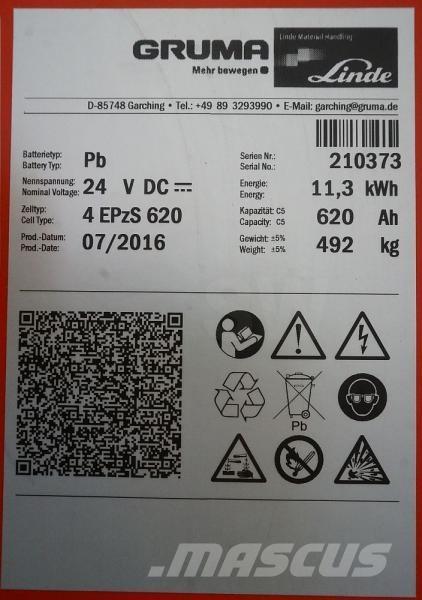 GRUMA
Mehr bewegen
Linde Material Handling
Linde
D-85748 Garching • Tel.: +49 89 3293990 • E-Mail: garching@gruma.de
Batterietyp:
Battery Typ: Pb
Serien Nr.:
Serial No.: 210373
Nennspannung:
Nominal Voltage: 24 V DC
Energie:
Energy: 11,3 kWh
Zelltyp:
Cell Type: 4 EPzS 620
Kapazität: C5
Capacity: C5 620 Ah
Prod.-Datum:
Prod.-Date: 07/2016
Gewicht: ±5%
Weight: ±5% 492 kg
Pb
MASCUS